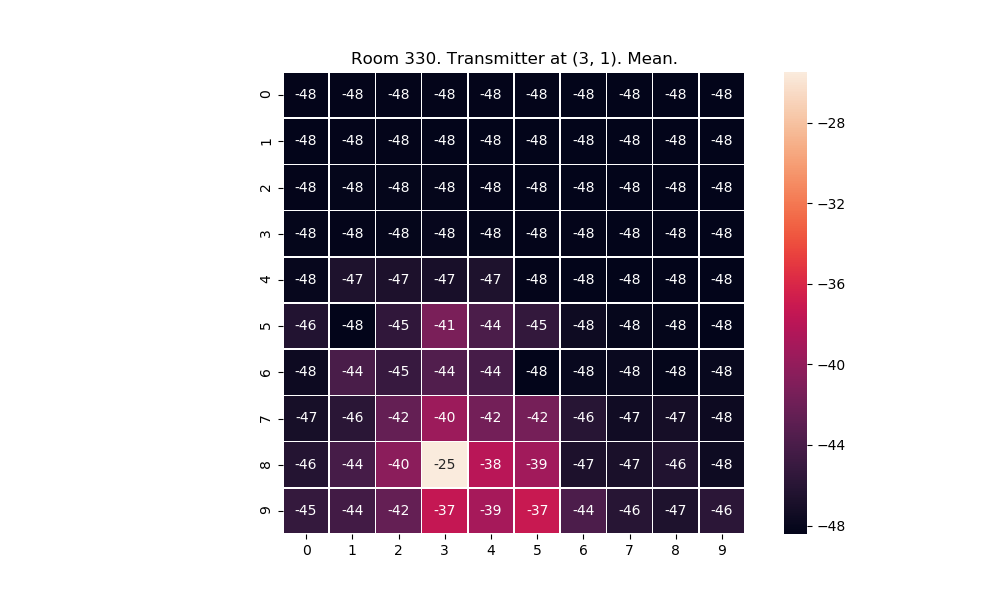 Room 330. Transmitter at (3, 1). Mean.
0 -48 -48 -48 -48 -48 -48 -48 -48 -48 -48
1 -48 -48 -48 -48 -48 -48 -48 -48 -48 -48
2 -48 -48 -48 -48 -48 -48 -48 -48 -48 -48
3 -48 -48 -48 -48 -48 -48 -48 -48 -48 -48
4 -48 -47 -47 -47 -47 -48 -48 -48 -48 -48
5 -46 -48 -45 -41 -44 -45 -48 -48 -48 -48
6 -48 -44 -45 -44 -44 -48 -48 -48 -48 -48
7 -47 -46 -42 -40 -42 -42 -46 -47 -47 -48
8 -46 -44 -40 -25 -38 -39 -47 -47 -46 -48
9 -45 -44 -42 -37 -39 -37 -44 -46 -47 -46
0 1 2 3 4 5 6 7 8 9
−28
−32
−36
−40
−44
−48